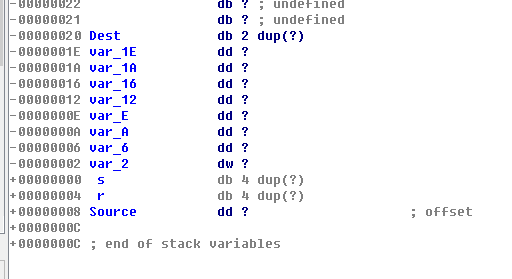 -00000022 db ? ; undefined
-00000021 db ? ; undefined
-00000020 Dest db 2 dup(?)
-0000001E var_1E dd ?
-0000001A var_1A dd ?
-00000016 var_16 dd ?
-00000012 var_12 dd ?
-0000000E var_E dd ?
-0000000A var_A dd ?
-00000006 var_6 dd ?
-00000002 var_2 dw ?
+00000000 s db 4 dup(?)
+00000004 r db 4 dup(?)
+00000008 Source dd ? ; offset
+0000000C
+0000000C ; end of stack variables